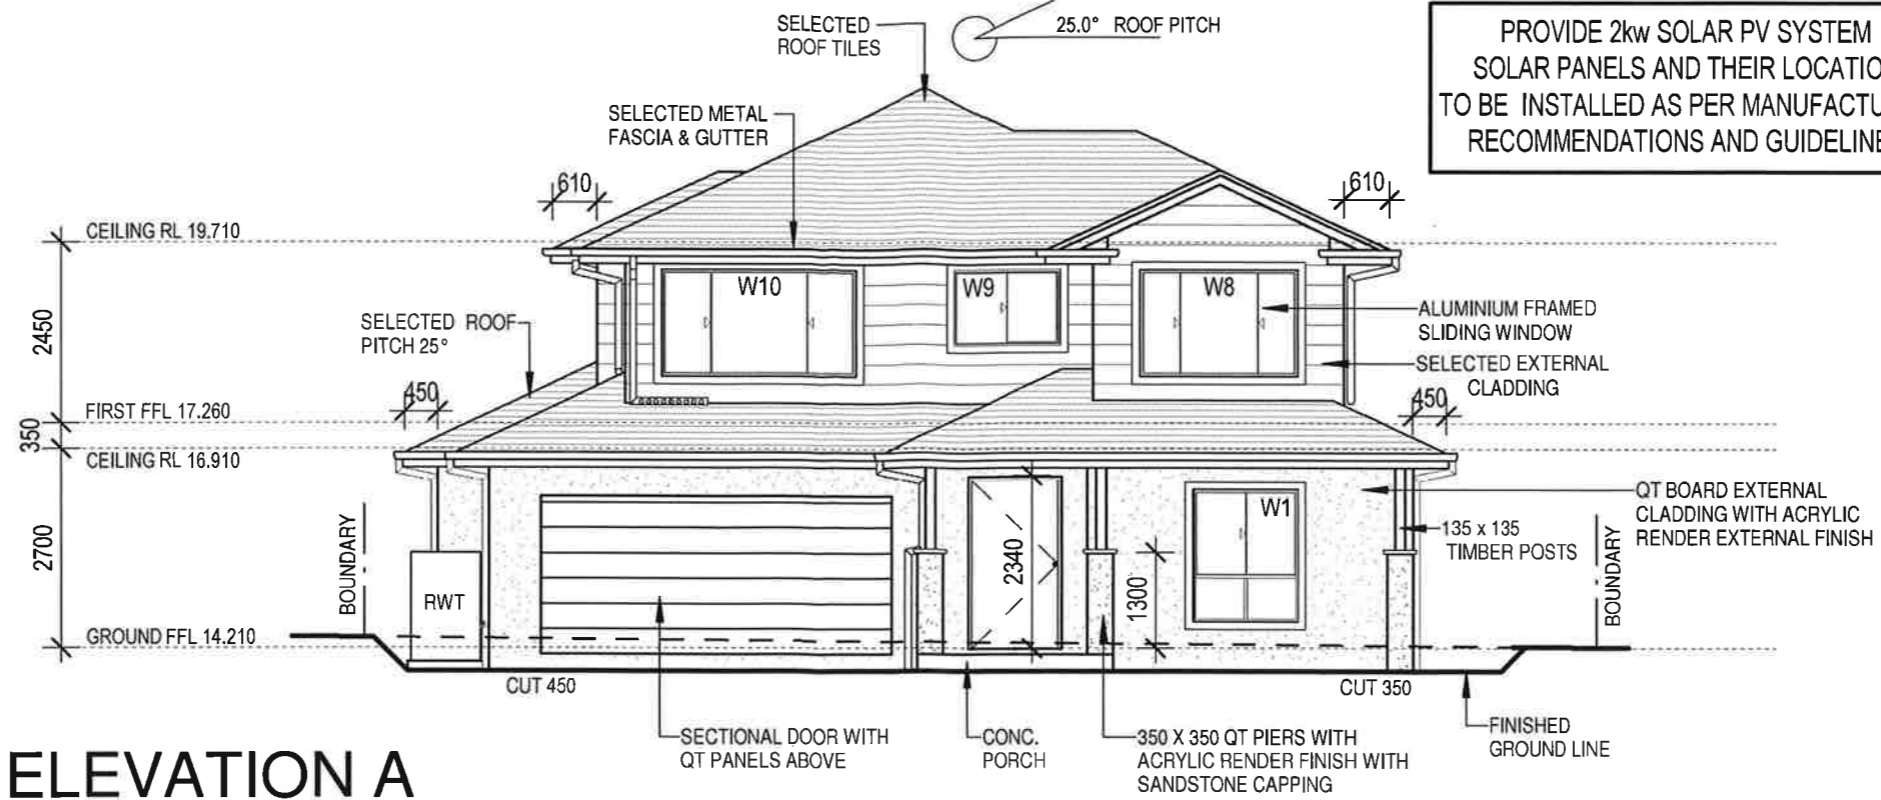 SELECTED
ROOF TILES
25.0° ROOF PITCH
PROVIDE 2kw SOLAR PV SYSTEM
SOLAR PANELS AND THEIR LOCATIO
TO BE INSTALLED AS PER MANUFACTU
RECOMMENDATIONS AND GUIDELINE
SELECTED METAL
FASCIA & GUTTER
610
610
CEILING RL 19.710
W10
W9
W8
2450
SELECTED ROOF
PITCH 25°
ALUMINIUM FRAMED
SLIDING WINDOW
SELECTED EXTERNAL
CLADDING
450
450
FIRST FFL 17.260
350
CEILING RL 16.910
2700
BOUNDARY
RWT
2340
1300
W1
135 x 135
TIMBER POSTS
QT BOARD EXTERNAL
CLADDING WITH ACRYLIC
RENDER EXTERNAL FINISH
BOUNDARY
GROUND FFL 14.210
CUT 450
CUT 350
SECTIONAL DOOR WITH
QT PANELS ABOVE
CONC.
PORCH
350 X 350 QT PIERS WITH
ACRYLIC RENDER FINISH WITH
SANDSTONE CAPPING
FINISHED
GROUND LINE
ELEVATION A